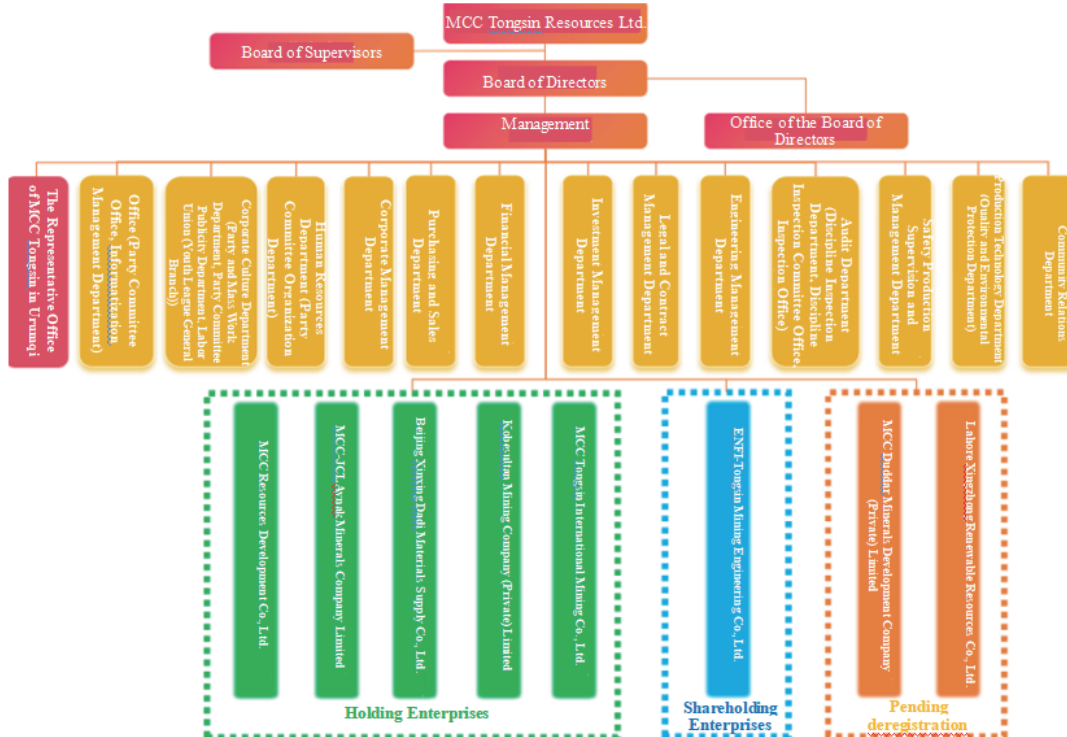 MCC Tongsin Resources Ltd.
Board of Supervisors
Board of Directors
Management
Office of the Board of
Directors
The Representative Office
of MCC Tongsin in Urumqi
Office (Party Committee
Office, Informatization
Management Department)
Corporate Culture Department
(Party and Mass Work
Department, Party Committee
Publicity Department, Labor
Union (Youth League General
Branch))
Human Resources
Department (Party
Committee Organization
Department)
Corporate Management
Department
Purchasing and Sales
Department
Financial Management
Department
Investment Management
Department
Legal and Contract
Management Department
Engineering Management
Department
Audit Department
(Discipline Inspection
Department, Discipline
Inspection Committee Office,
Inspection Office)
Safety Production
Supervision and
Management Department
Production Technology Department
(Quality and Environmental
Protection Department)
Community Relations
Department
MCC Resources Development Co., Ltd.
MCC-JCL Aynak Minerals Company Limited
Beijing Xinxing Dadi Materials Supply Co., Ltd.
Kobesultan Mining Company (Private) Limited
MCC Tongsin International Mining Co., Ltd.
Holding Enterprises
ENFI-Tongsin Mining Engineering Co., Ltd.
Shareholding
Enterprises
MCC Duddar Minerals Development Company
(Private) Limited
Lahore Xingzhong Renewable Resources Co., Ltd.
Pending
deregistration